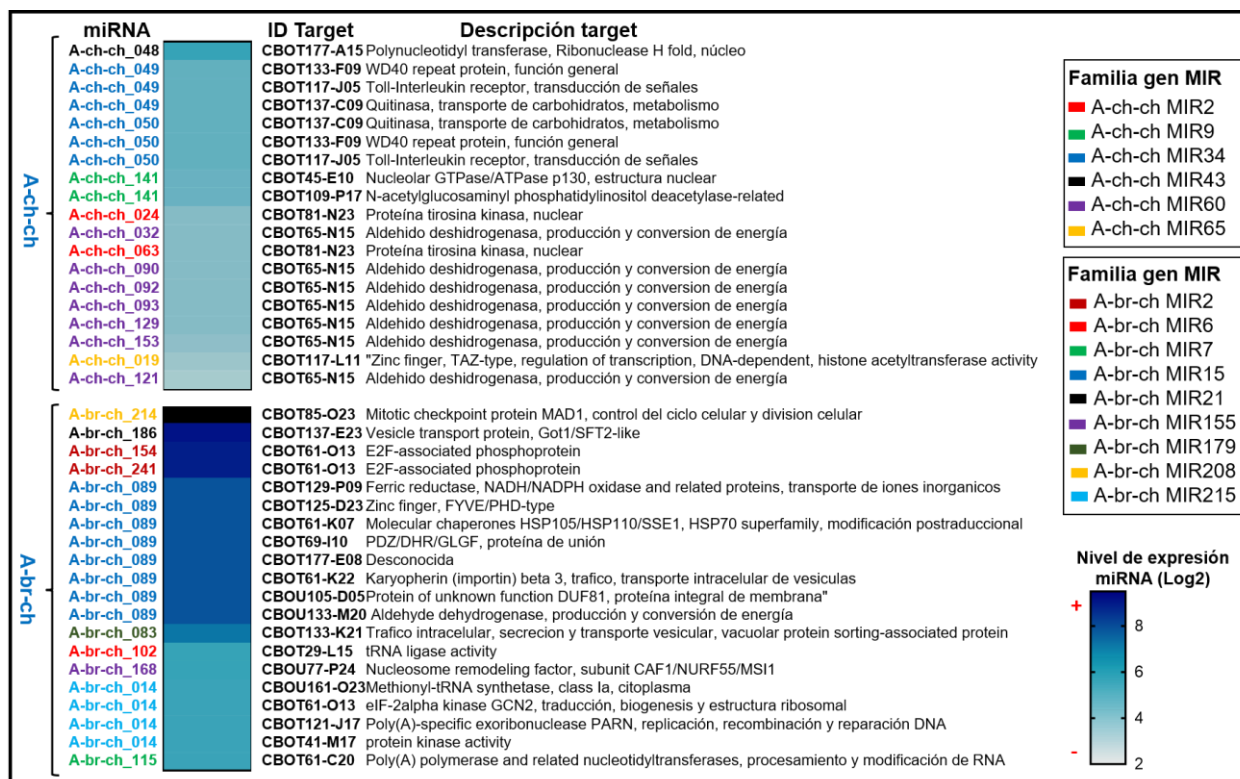 miRNA ID Target Descripción target
A-ch-ch
A-ch-ch_048 CBOT177-A15 Polynucleotidyl transferase, Ribonuclease H fold, núcleo
A-ch-ch_049 CBOT133-F09 WD40 repeat protein, función general
A-ch-ch_049 CBOT117-J05 Toll-Interleukin receptor, transducción de señales
A-ch-ch_049 CBOT137-C09 Quitinasa, transporte de carbohidratos, metabolismo
A-ch-ch_050 CBOT137-C09 Quitinasa, transporte de carbohidratos, metabolismo
A-ch-ch_050 CBOT133-F09 WD40 repeat protein, función general
A-ch-ch_050 CBOT117-J05 Toll-Interleukin receptor, transducción de señales
A-ch-ch_141 CBOT45-E10 Nucleolar GTPase/ATPase p130, estructura nuclear
A-ch-ch_141 CBOT109-P17 N-acetylglucosaminyl phosphatidylinositol deacetylase-related
A-ch-ch_024 CBOT81-N23 Proteína tirosina kinasa, nuclear
A-ch-ch_032 CBOT65-N15 Aldehido deshidrogenasa, producción y conversion de energía
A-ch-ch_063 CBOT81-N23 Proteína tirosina kinasa, nuclear
A-ch-ch_090 CBOT65-N15 Aldehido deshidrogenasa, producción y conversion de energía
A-ch-ch_092 CBOT65-N15 Aldehido deshidrogenasa, producción y conversion de energía
A-ch-ch_093 CBOT65-N15 Aldehido deshidrogenasa, producción y conversion de energía
A-ch-ch_129 CBOT65-N15 Aldehido deshidrogenasa, producción y conversion de energía
A-ch-ch_153 CBOT65-N15 Aldehido deshidrogenasa, producción y conversion de energía
A-ch-ch_019 CBOT117-L11 "Zinc finger, TAZ-type, regulation of transcription, DNA-dependent, histone acetyltransferase activity
A-ch-ch_121 CBOT65-N15 Aldehido deshidrogenasa, producción y conversion de energía
A-br-ch
A-br-ch_214 CBOT85-O23 Mitotic checkpoint protein MAD1, control del ciclo celular y division celular
A-br-ch_186 CBOT137-E23 Vesicle transport protein, Got1/SFT2-like
A-br-ch_154 CBOT61-O13 E2F-associated phosphoprotein
A-br-ch_241 CBOT61-O13 E2F-associated phosphoprotein
A-br-ch_089 CBOT129-P09 Ferric reductase, NADH/NADPH oxidase and related proteins, transporte de iones inorganicos
A-br-ch_089 CBOT125-D23 Zinc finger, FYVE/PHD-type
A-br-ch_089 CBOT61-K07 Molecular chaperones HSP105/HSP110/SSE1, HSP70 superfamily, modificación postraduccional
A-br-ch_089 CBOT69-I10 PDZ/DHR/GLGF, proteína de unión
A-br-ch_089 CBOT177-E08 Desconocida
A-br-ch_089 CBOT61-K22 Karyopherin (importin) beta 3, trafico, transporte intracelular de vesiculas
A-br-ch_089 CBOU105-D05 Protein of unknown function DUF81, proteína integral de membrana"
A-br-ch_089 CBOU133-M20 Aldehyde dehydrogenase, producción y conversión de energía
A-br-ch_083 CBOT133-K21 Trafico intracelular, secrecion y transporte vesicular, vacuolar protein sorting-associated protein
A-br-ch_102 CBOT29-L15 tRNA ligase activity
A-br-ch_168 CBOU77-P24 Nucleosome remodeling factor, subunit CAF1/NURF55/MSI1
A-br-ch_014 CBOU161-O23 Methionyl-tRNA synthetase, class Ia, citoplasma
A-br-ch_014 CBOT61-O13 eIF-2alpha kinase GCN2, traducción, biogenesis y estructura ribosomal
A-br-ch_014 CBOT121-J17 Poly(A)-specific exoribonuclease PARN, replicación, recombinación y reparación DNA
A-br-ch_014 CBOT41-M17 protein kinase activity
A-br-ch_115 CBOT61-C20 Poly(A) polymerase and related nucleotidyltransferases, procesamiento y modificación de RNA
Familia gen MIR
A-ch-ch MIR2
A-ch-ch MIR9
A-ch-ch MIR34
A-ch-ch MIR43
A-ch-ch MIR60
A-ch-ch MIR65
Familia gen MIR
A-br-ch MIR2
A-br-ch MIR6
A-br-ch MIR7
A-br-ch MIR15
A-br-ch MIR21
A-br-ch MIR155
A-br-ch MIR179
A-br-ch MIR208
A-br-ch MIR215
Nivel de expresión
miRNA (Log2)
+
8
6
4
-
2